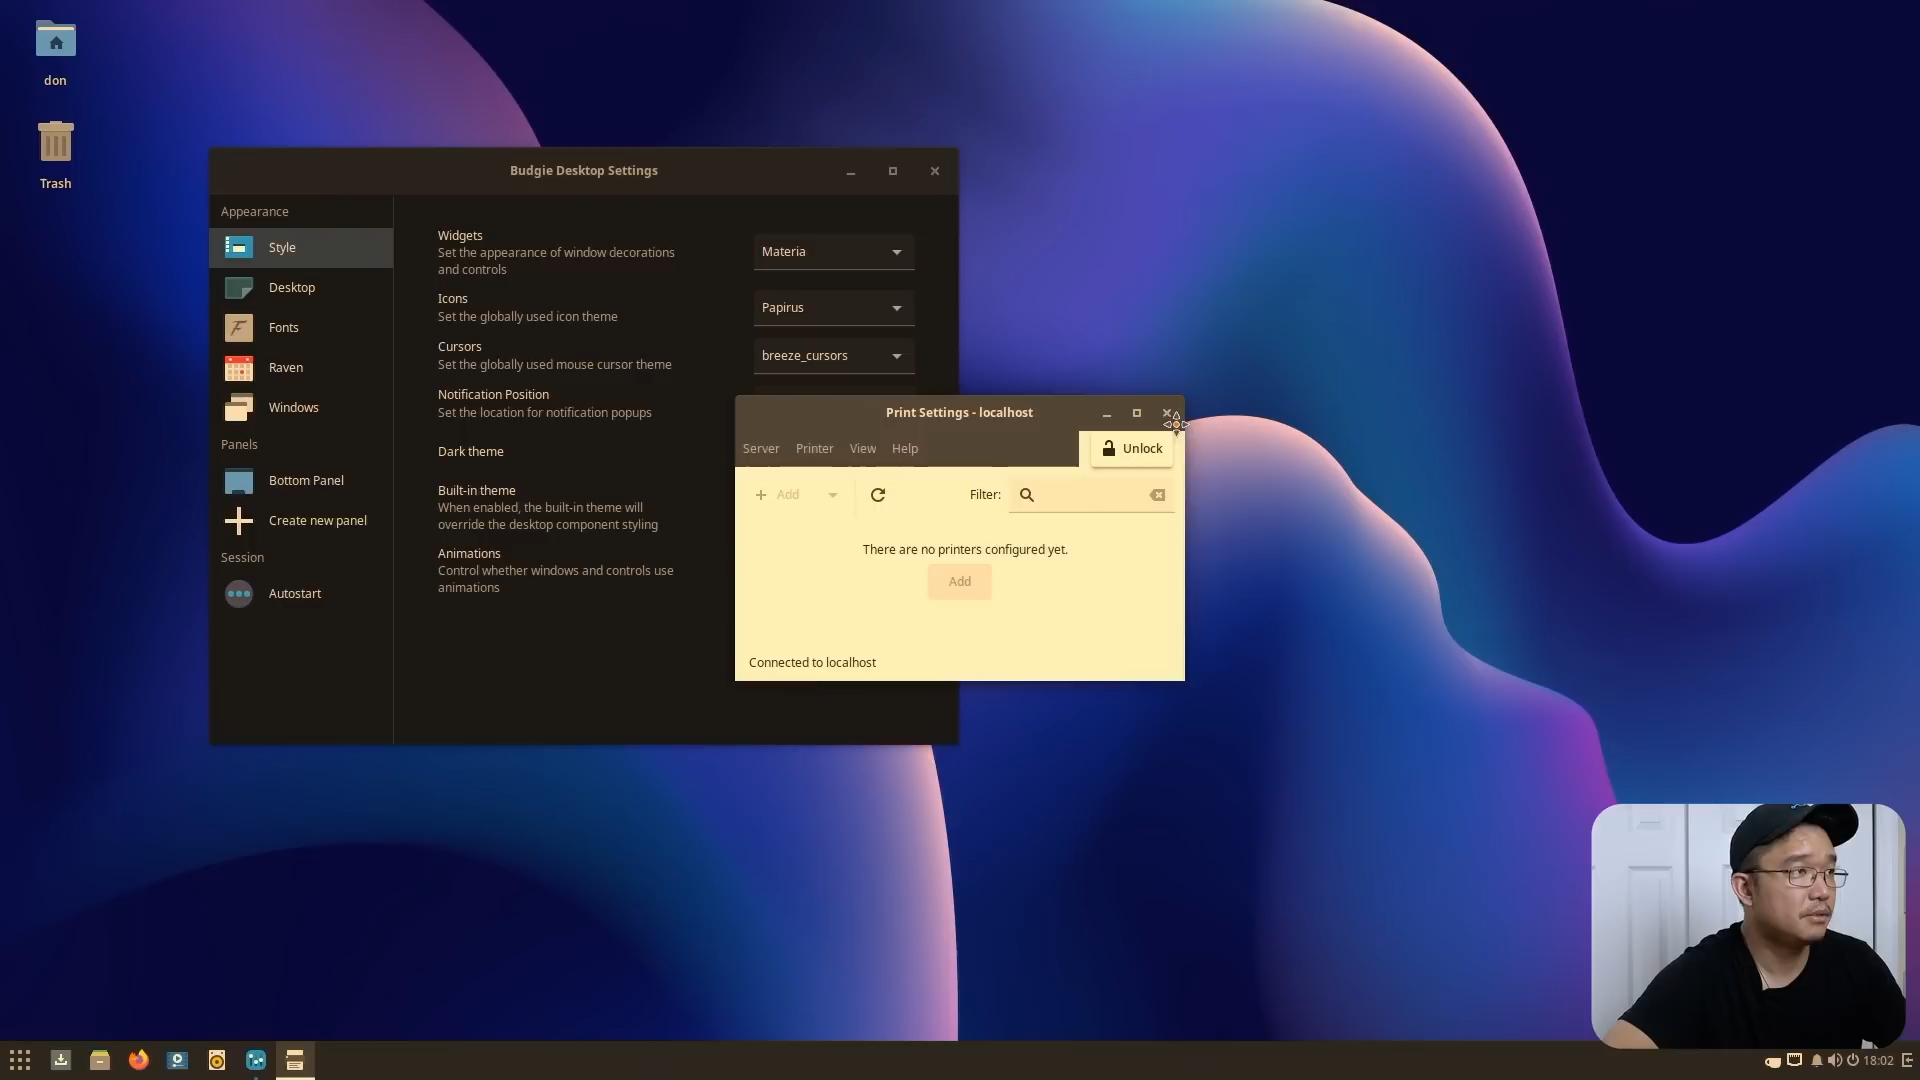 don
Trash
Budgie Desktop Settings
Appearance
Style
Desktop
Fonts
Raven
Windows
Panels
Bottom Panel
Create new panel
Session
Autostart
Widgets
Set the appearance of window decorations
and controls
Materia
Icons
Set the globally used icon theme
Papirus
Cursors
Set the globally used mouse cursor theme
breeze_cursors
Notification Position
Set the location for notification popups
Dark theme
Built-in theme
When enabled, the built-in theme will
override the desktop component styling
Animations
Control whether windows and controls use
animations
Print Settings - localhost
Server Printer View Help
Unlock
Add
Filter:
There are no printers configured yet.
Add
Connected to localhost
18:02